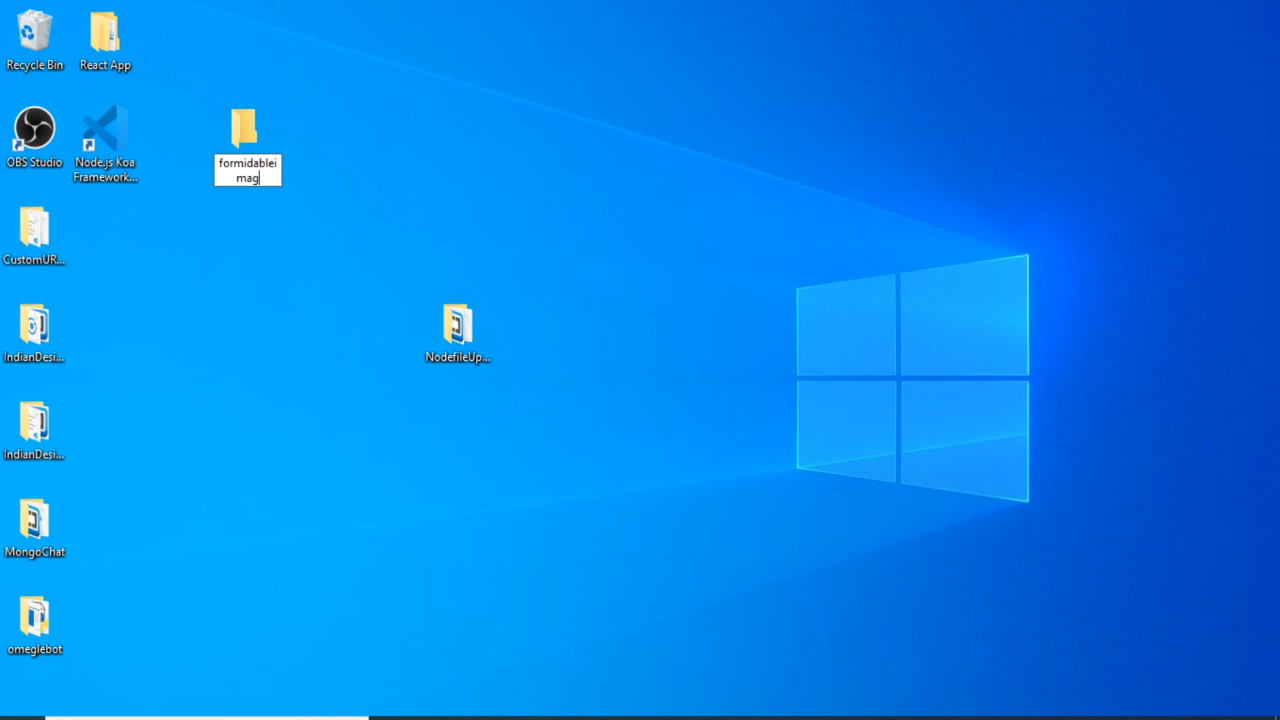 Recycle Bin
React App
OBS Studio
Node.js Koa
Framework...
formidablei
mag
CustomUR...
IndianDesi...
NodefileUp...
IndianDesi...
MongoChat
omeglebot